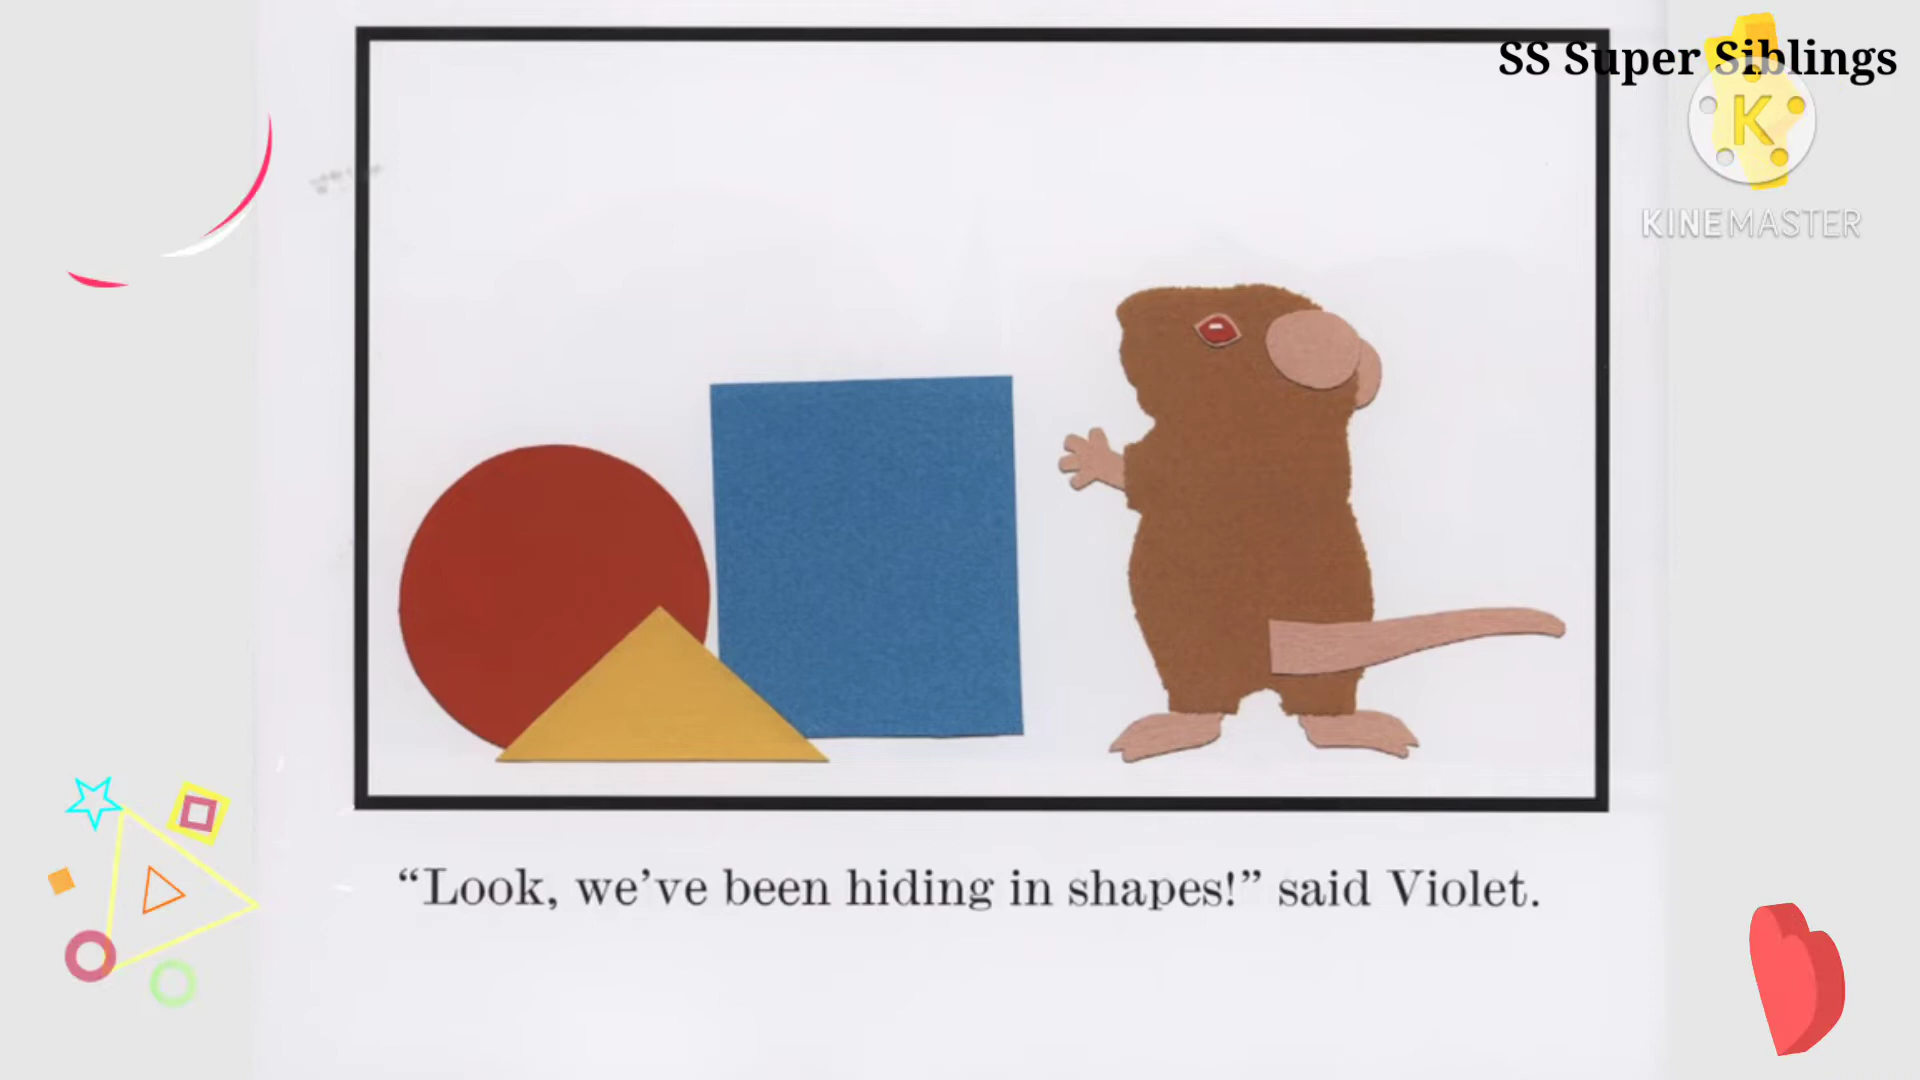 SS Super Siblings
K
KINEMASTER
“Look, we’ve been hiding in shapes!” said Violet.